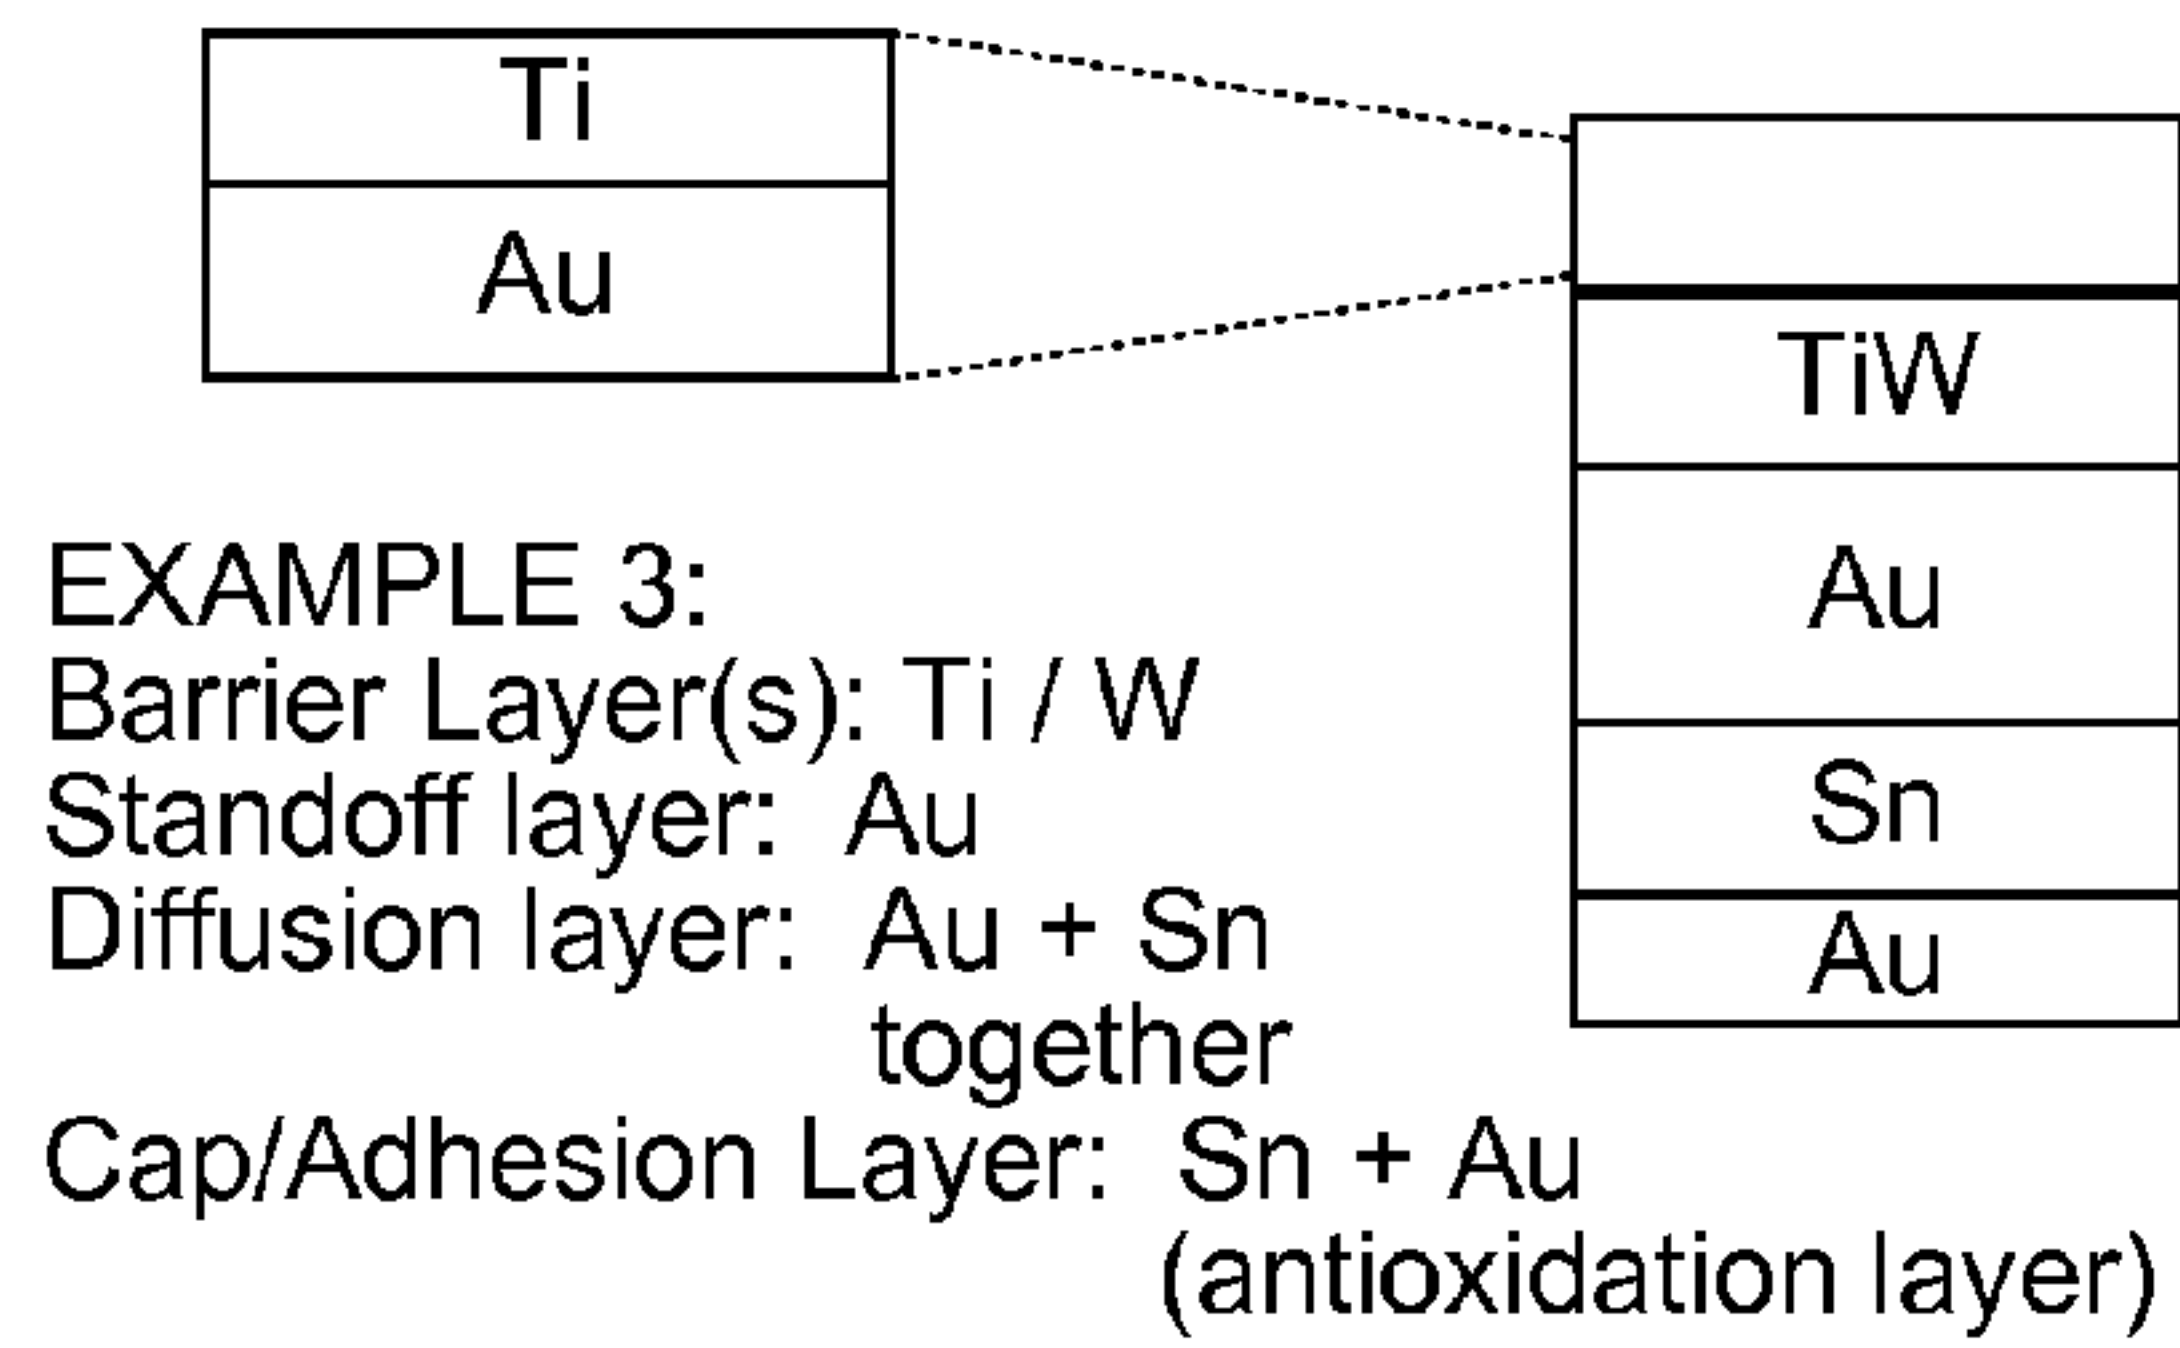 Ti
Au
TiW
Au
Sn
Au
EXAMPLE 3:
Barrier Layer(s): Ti / W
Standoff layer: Au
Diffusion layer: Au + Sn
together
Cap/Adhesion Layer: Sn + Au
(antioxidation layer)